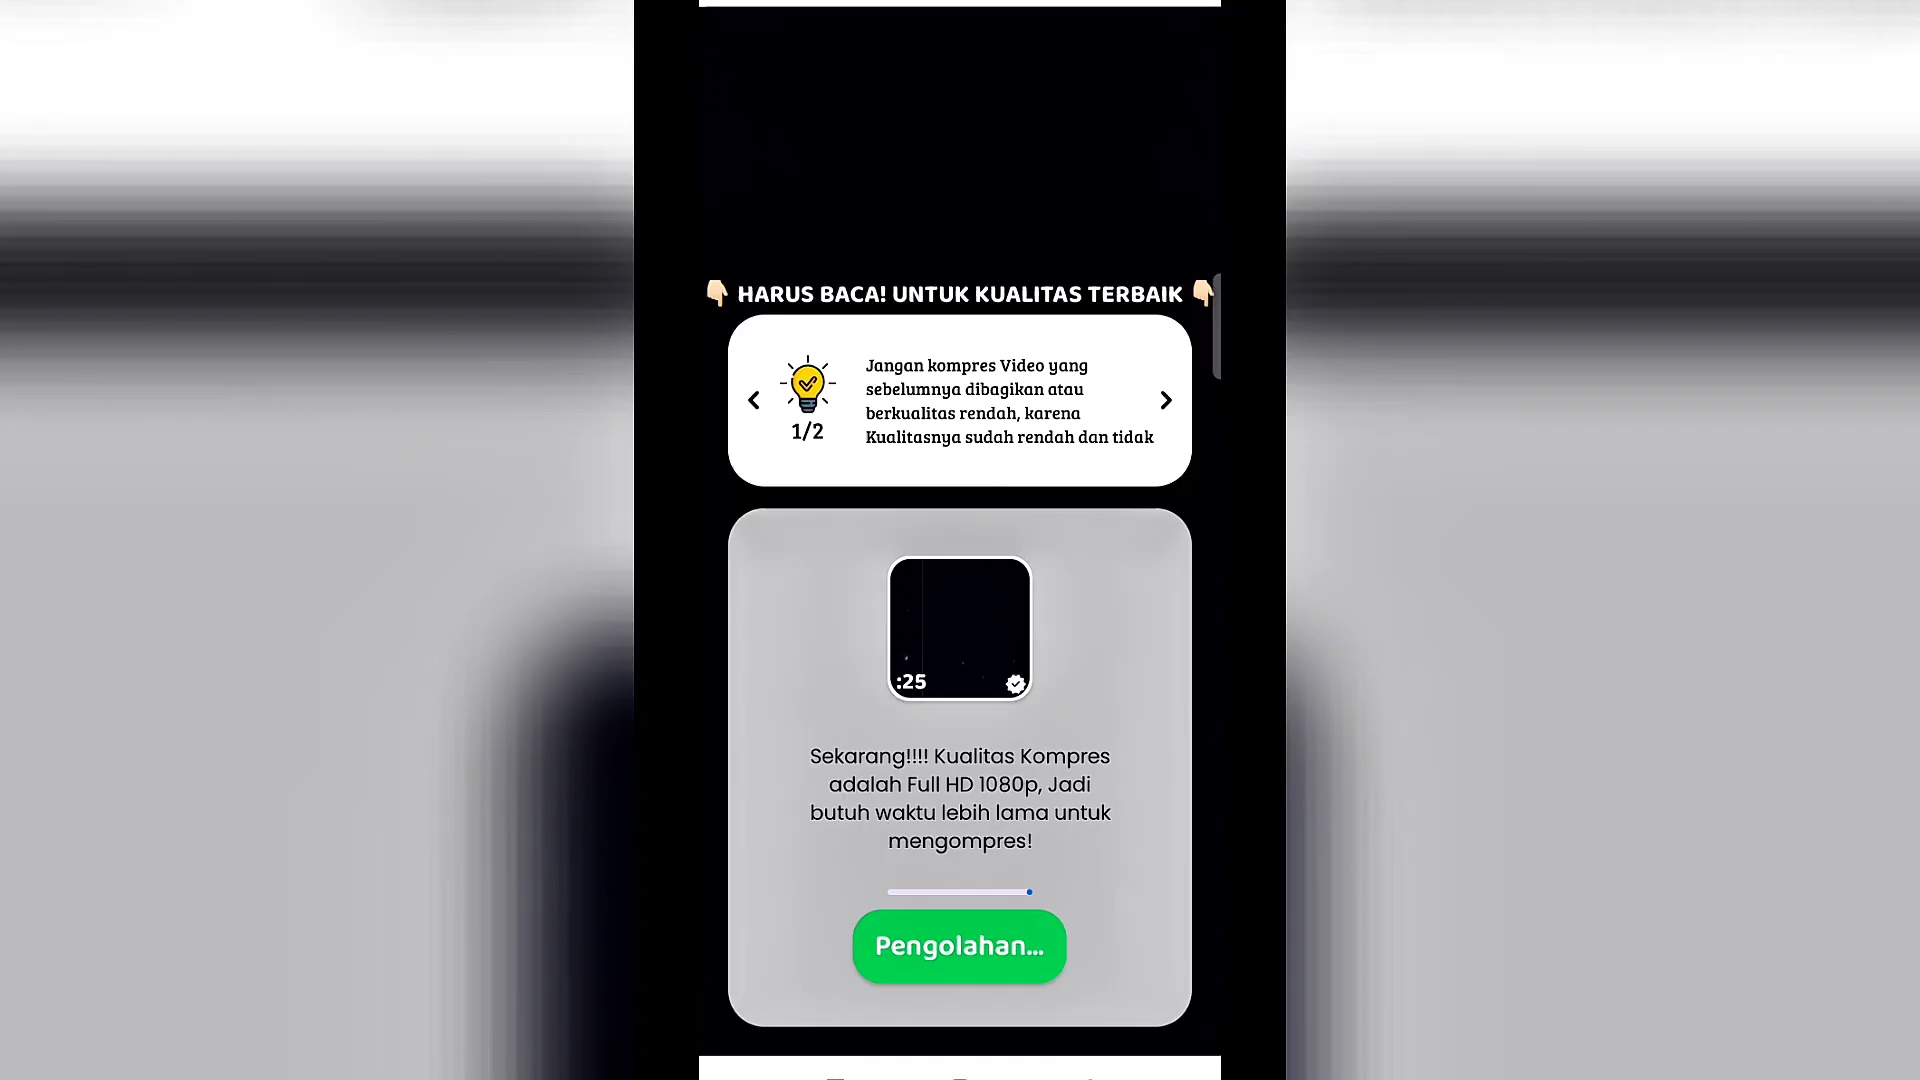 👇🏻 HARUS BACA! UNTUK KUALITAS TERBAIK 👇🏻
Jangan kompres Video yang
sebelumnya dibagikan atau
berkualitas rendah, karena
Kualitasnya sudah rendah dan tidak
1/2
:25
Sekarang!!!! Kualitas Kompres
adalah Full HD 1080p, Jadi
butuh waktu lebih lama untuk
mengompres!
Pengolahan...